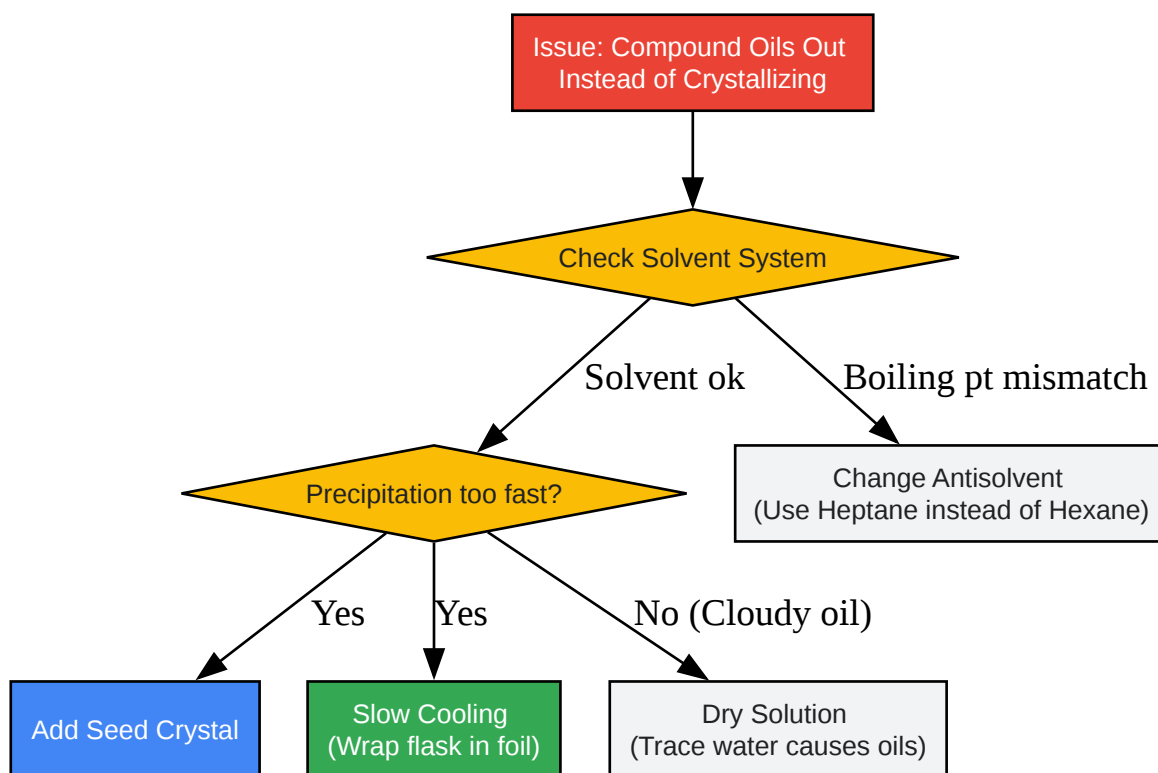 Issue: Compound Oils Out
Instead of Crystallizing
Check Solvent System
Solvent ok
Boiling pt mismatch
Precipitation too fast?
Change Antisolvent
(Use Heptane instead of Hexane)
Yes
Yes
No (Cloudy oil)
Add Seed Crystal
Slow Cooling
(Wrap flask in foil)
Dry Solution
(Trace water causes oils)